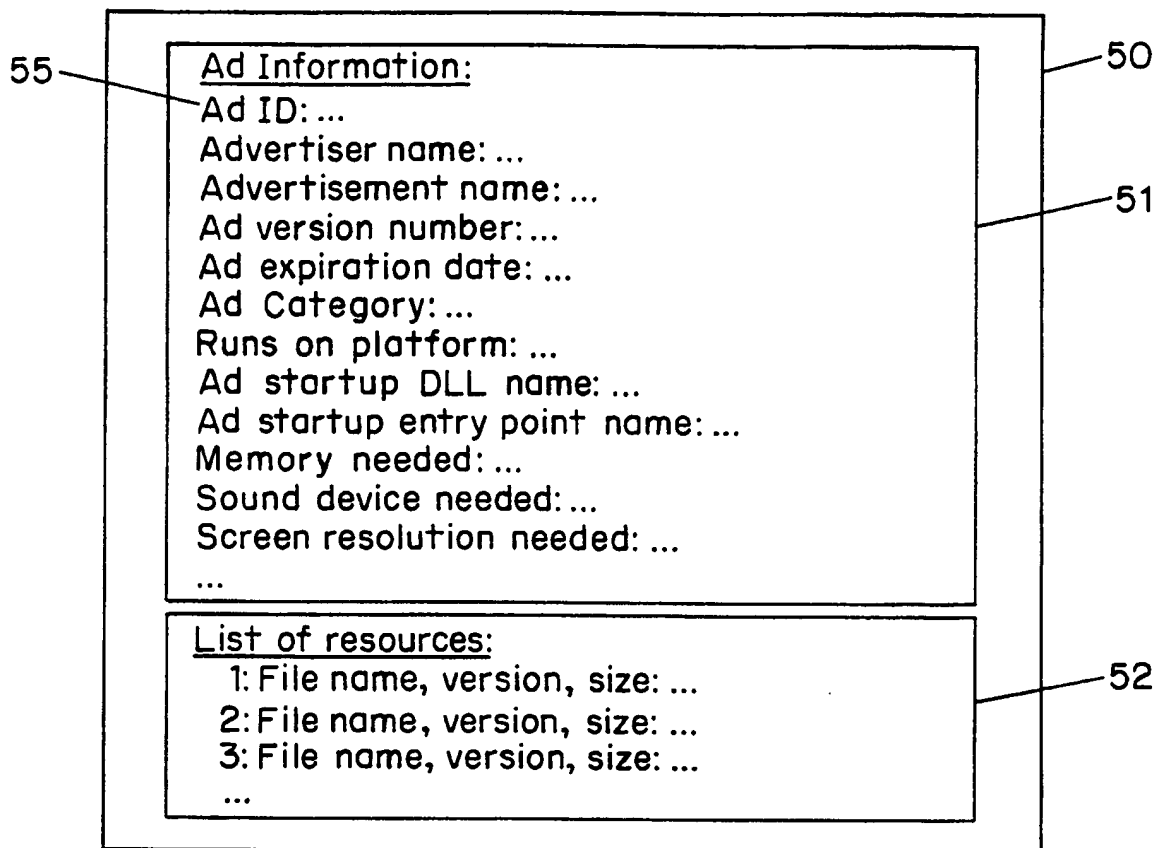 55
50
Ad Information:
Ad ID: ...
Advertiser name: ...
Advertisement name: ...
51
Ad version number: ...
Ad expiration date: ...
Ad Category: ...
Runs on platform: ...
Ad startup DLL name: ...
Ad startup entry point name: ...
Memory needed: ...
Sound device needed: ...
Screen resolution needed: ...
...
List of resources:
1: File name, version, size: ...
52
2: File name, version, size: ...
3: File name, version, size: ...
...